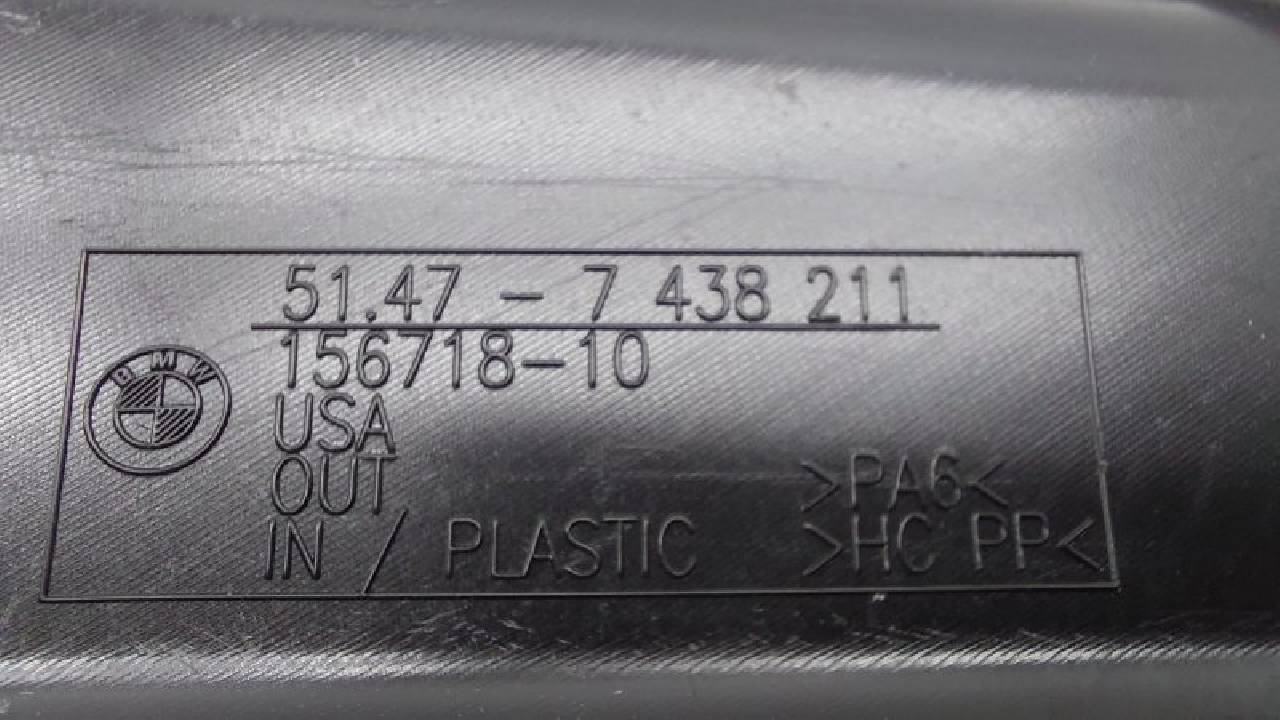 51.47 - 7 438 211
156718-10
BMW
USA
OUT >PA6<
IN / PLASTIC >HC PP<